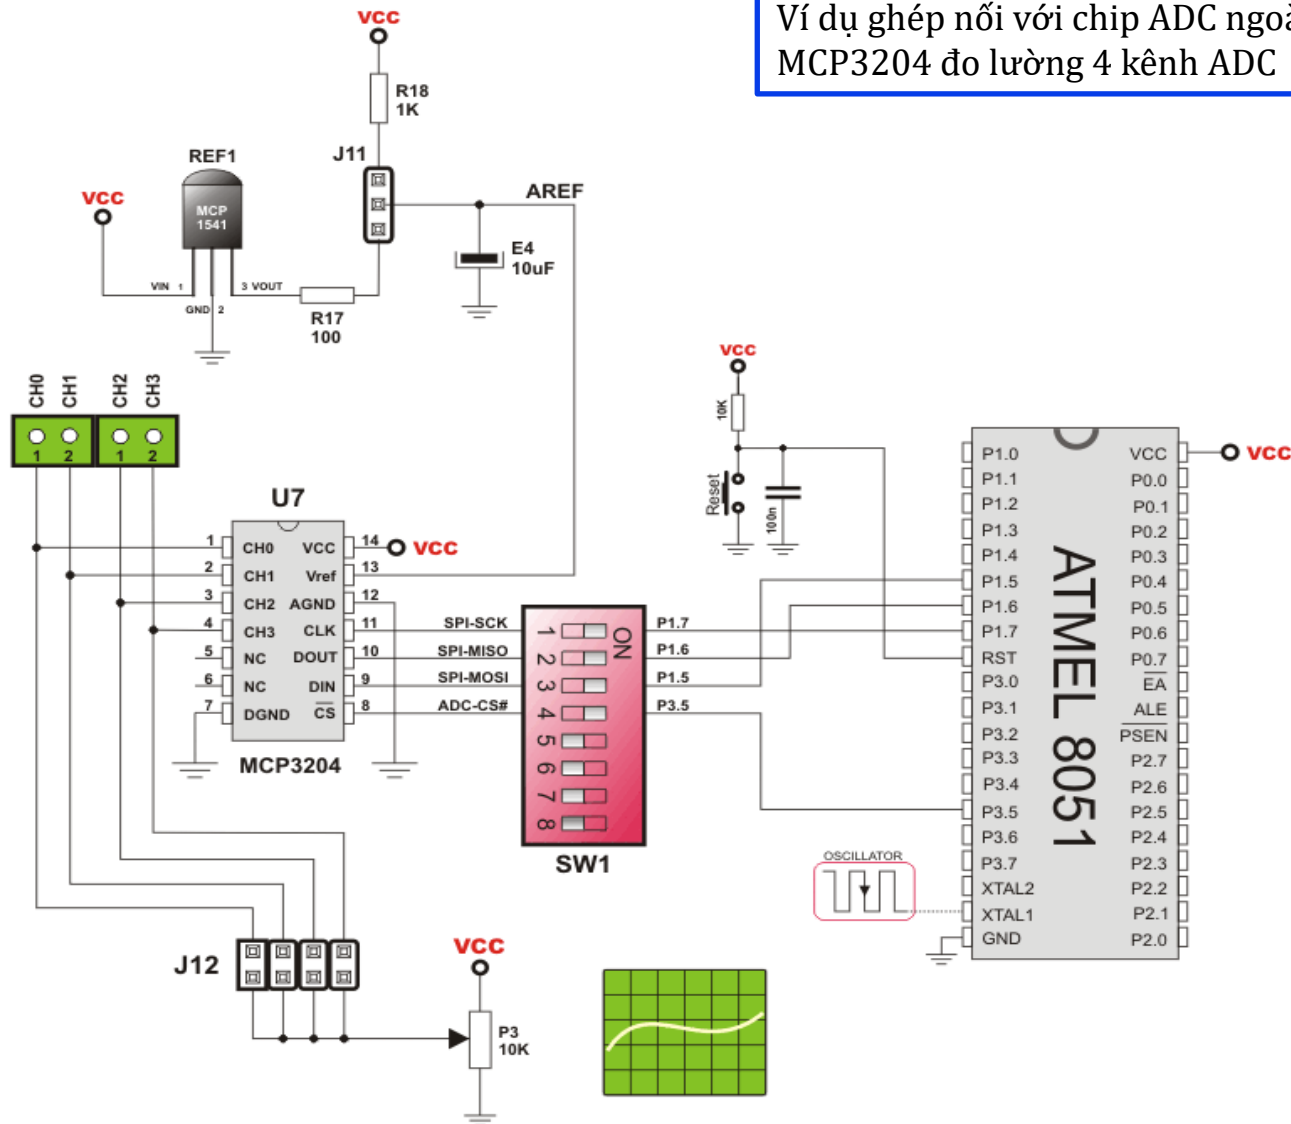 Ví dụ ghép nối với chip ADC ngoà
MCP3204 đo lường 4 kênh ADC
VCC
R18
1K
J11
REF1
VCC
MCP
1541
AREF
E4
10uF
VIN 1
GND 2
3 VOUT
R17
100
CH0
CH1
CH2
CH3
1
2
1
2
U7
1 CH0 VCC 14 VCC
2 CH1 Vref 13
3 CH2 AGND 12
4 CH3 CLK 11
5 NC DOUT 10
6 NC DIN 9
7 DGND CS 8
MCP3204
SPI-SCK
SPI-MISO
SPI-MOSI
ADC-CS#
ON
1
2
3
4
5
6
7
8
SW1
P1.7
P1.6
P1.5
P3.5
VCC
10K
Reset
100n
OSCILLATOR
P1.0
P1.1
P1.2
P1.3
P1.4
P1.5
P1.6
P1.7
RST
P3.0
P3.1
P3.2
P3.3
P3.4
P3.5
P3.6
P3.7
XTAL2
XTAL1
GND
ATMEL 8051
VCC
P0.0
P0.1
P0.2
P0.3
P0.4
P0.5
P0.6
P0.7
EA
ALE
PSEN
P2.7
P2.6
P2.5
P2.4
P2.3
P2.2
P2.1
P2.0
VCC
J12
VCC
P3
10K